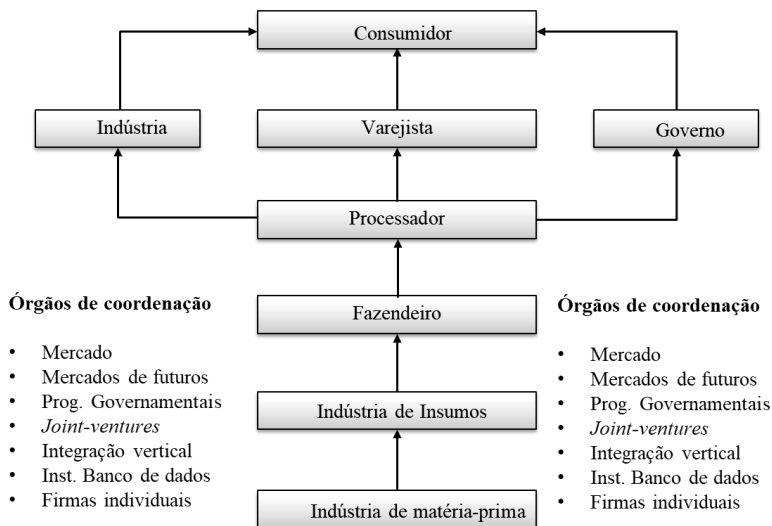 Consumidor
Indústria
Varejista
Governo
Processador
Órgãos de coordenação
• Mercado
• Mercados de futuros
• Prog. Governamentais
• Joint-ventures
• Integração vertical
• Inst. Banco de dados
• Firmas individuais
Fazendeiro
Indústria de Insumos
Indústria de matéria-prima
Órgãos de coordenação
• Mercado
• Mercados de futuros
• Prog. Governamentais
• Joint-ventures
• Integração vertical
• Inst. Banco de dados
• Firmas individuais